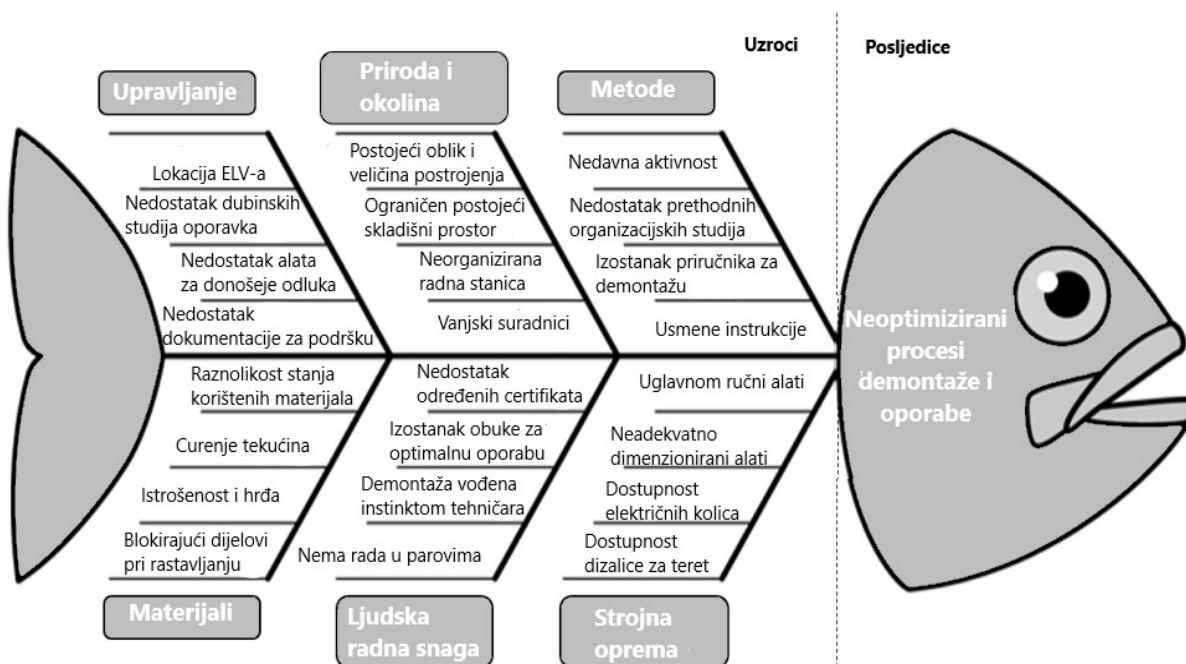 Uzroci
Posljedice
Upravljanje
Priroda i
okolina
Metode
Lokacija ELV-a
Nedostatak dubinskih
studija oporavka
Nedostatak alata
za donošeje odluka
Nedostatak
dokumentacije za podršku
Postojeći oblik i
veličina postrojenja
Ograničen postojeći
skladišni prostor
Neorganizirana
radna stanica
Vanjski suradnici
Nedavna aktivnost
Nedostatak prethodnih
organizacijskih studija
Izostanak priručnika za
demontažu
Usmene instrukcije
Neoptimizirani
procesi
demontaže i
oporabe
Raznolikost stanja
korištenih materijala
Curenje tekućina
Istrošenost i hrđa
Blokirajući dijelovi
pri rastavljanju
Nedostatak
određenih certifikata
Izostanak obuke za
optimalnu oporabu
Demontaža vođena
instinktom tehničara
Nema rada u parovima
Uglavnom ručni alati
Neadekvatno
dimenzionirani alati
Dostupnost
električnih kolica
Dostupnost
dizalice za teret
Materijali
Ljudska
radna snaga
Strojna
oprema